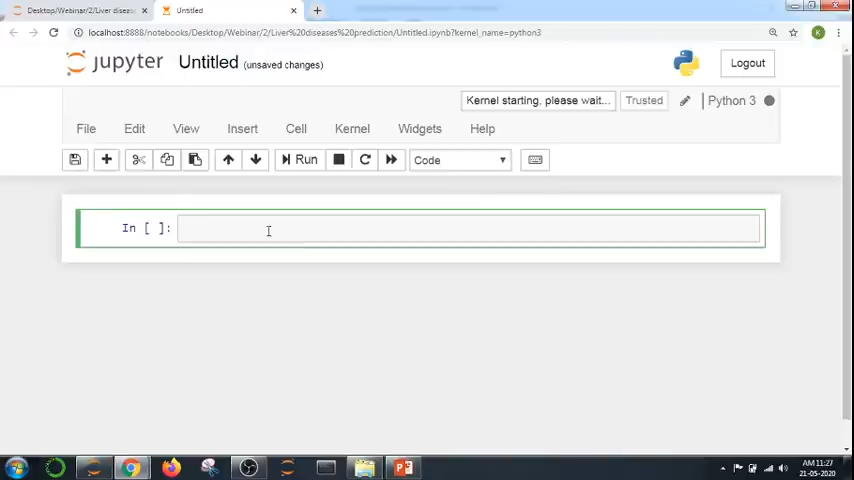 Desktop/Webinar/2/Liver diseas
Untitled
localhost:8888/notebooks/Desktop/Webinar/2/Liver%20diseases%20prediction/Untitled.ipynb?kernel_name=python3
K
jupyter Untitled (unsaved changes)
Logout
Kernel starting, please wait... Trusted Python 3
File Edit View Insert Cell Kernel Widgets Help
Run Code
In [ ]:
AM 11:27
21-05-2020